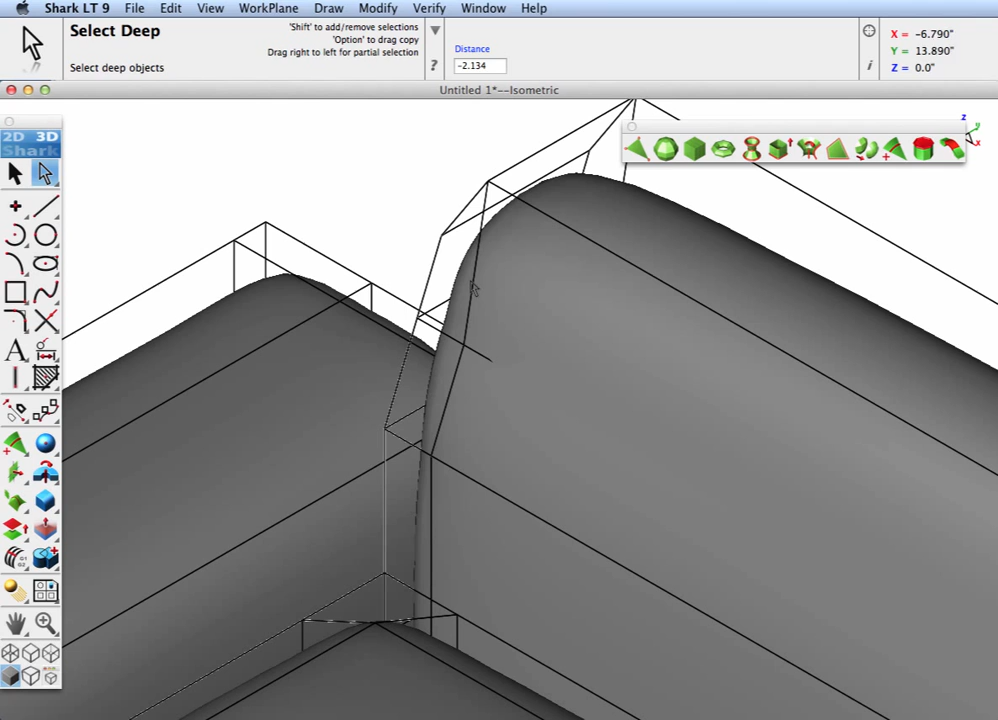 Shark LT 9 File Edit View WorkPlane Draw Modify Verify Window Help
Select Deep
Select deep objects
'Shift' to add/remove selections
'Option' to drag copy
Drag right to left for partial selection
?
Distance
-2.134
i
X = -6.790"
Y = 13.890"
Z = 0.0"
Untitled 1*--Isometric
z
y
x
2D 3D
Shark
A
G1
G2